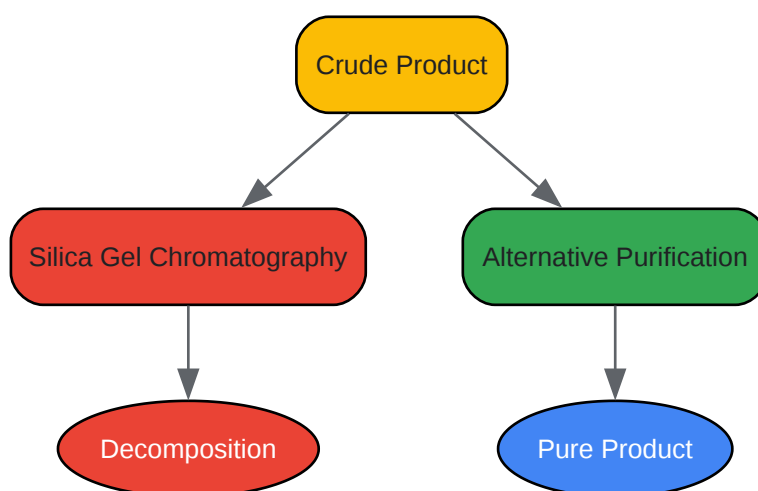 Crude Product
Silica Gel Chromatography
Alternative Purification
Decomposition
Pure Product